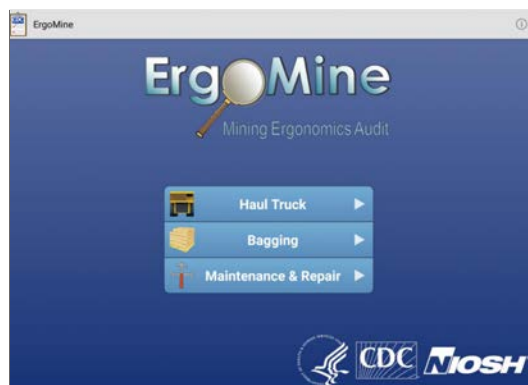 ErgoMine
ErgoMine
Mining Ergonomics Audit
Haul Truck
Bagging
Maintenance & Repair
CDC NIOSH